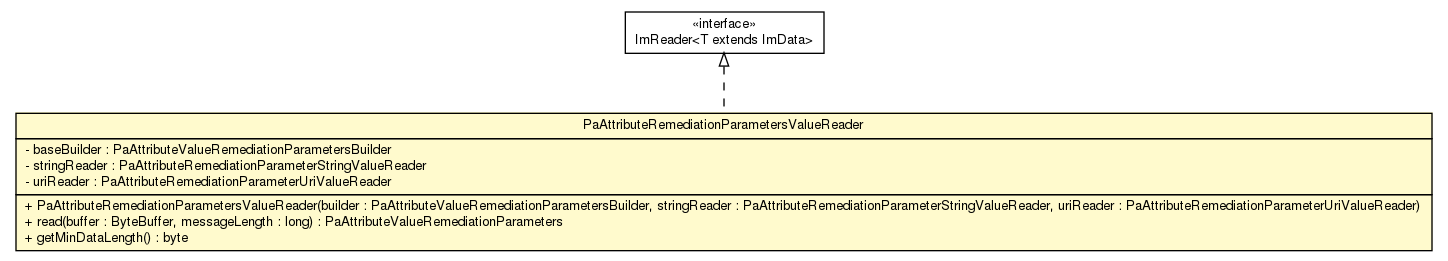 «interface»
ImReader<T extends ImData>
PaAttributeRemediationParametersValueReader
- baseBuilder : PaAttributeValueRemediationParametersBuilder
- stringReader : PaAttributeRemediationParameterStringValueReader
- uriReader : PaAttributeRemediationParameterUriValueReader
+ PaAttributeRemediationParametersValueReader(builder : PaAttributeValueRemediationParametersBuilder, stringReader : PaAttributeRemediationParameterStringValueReader, uriReader : PaAttributeRemediationParameterUriValueReader)
+ read(buffer : ByteBuffer, messageLength : long) : PaAttributeValueRemediationParameters
+ getMinDataLength() : byte